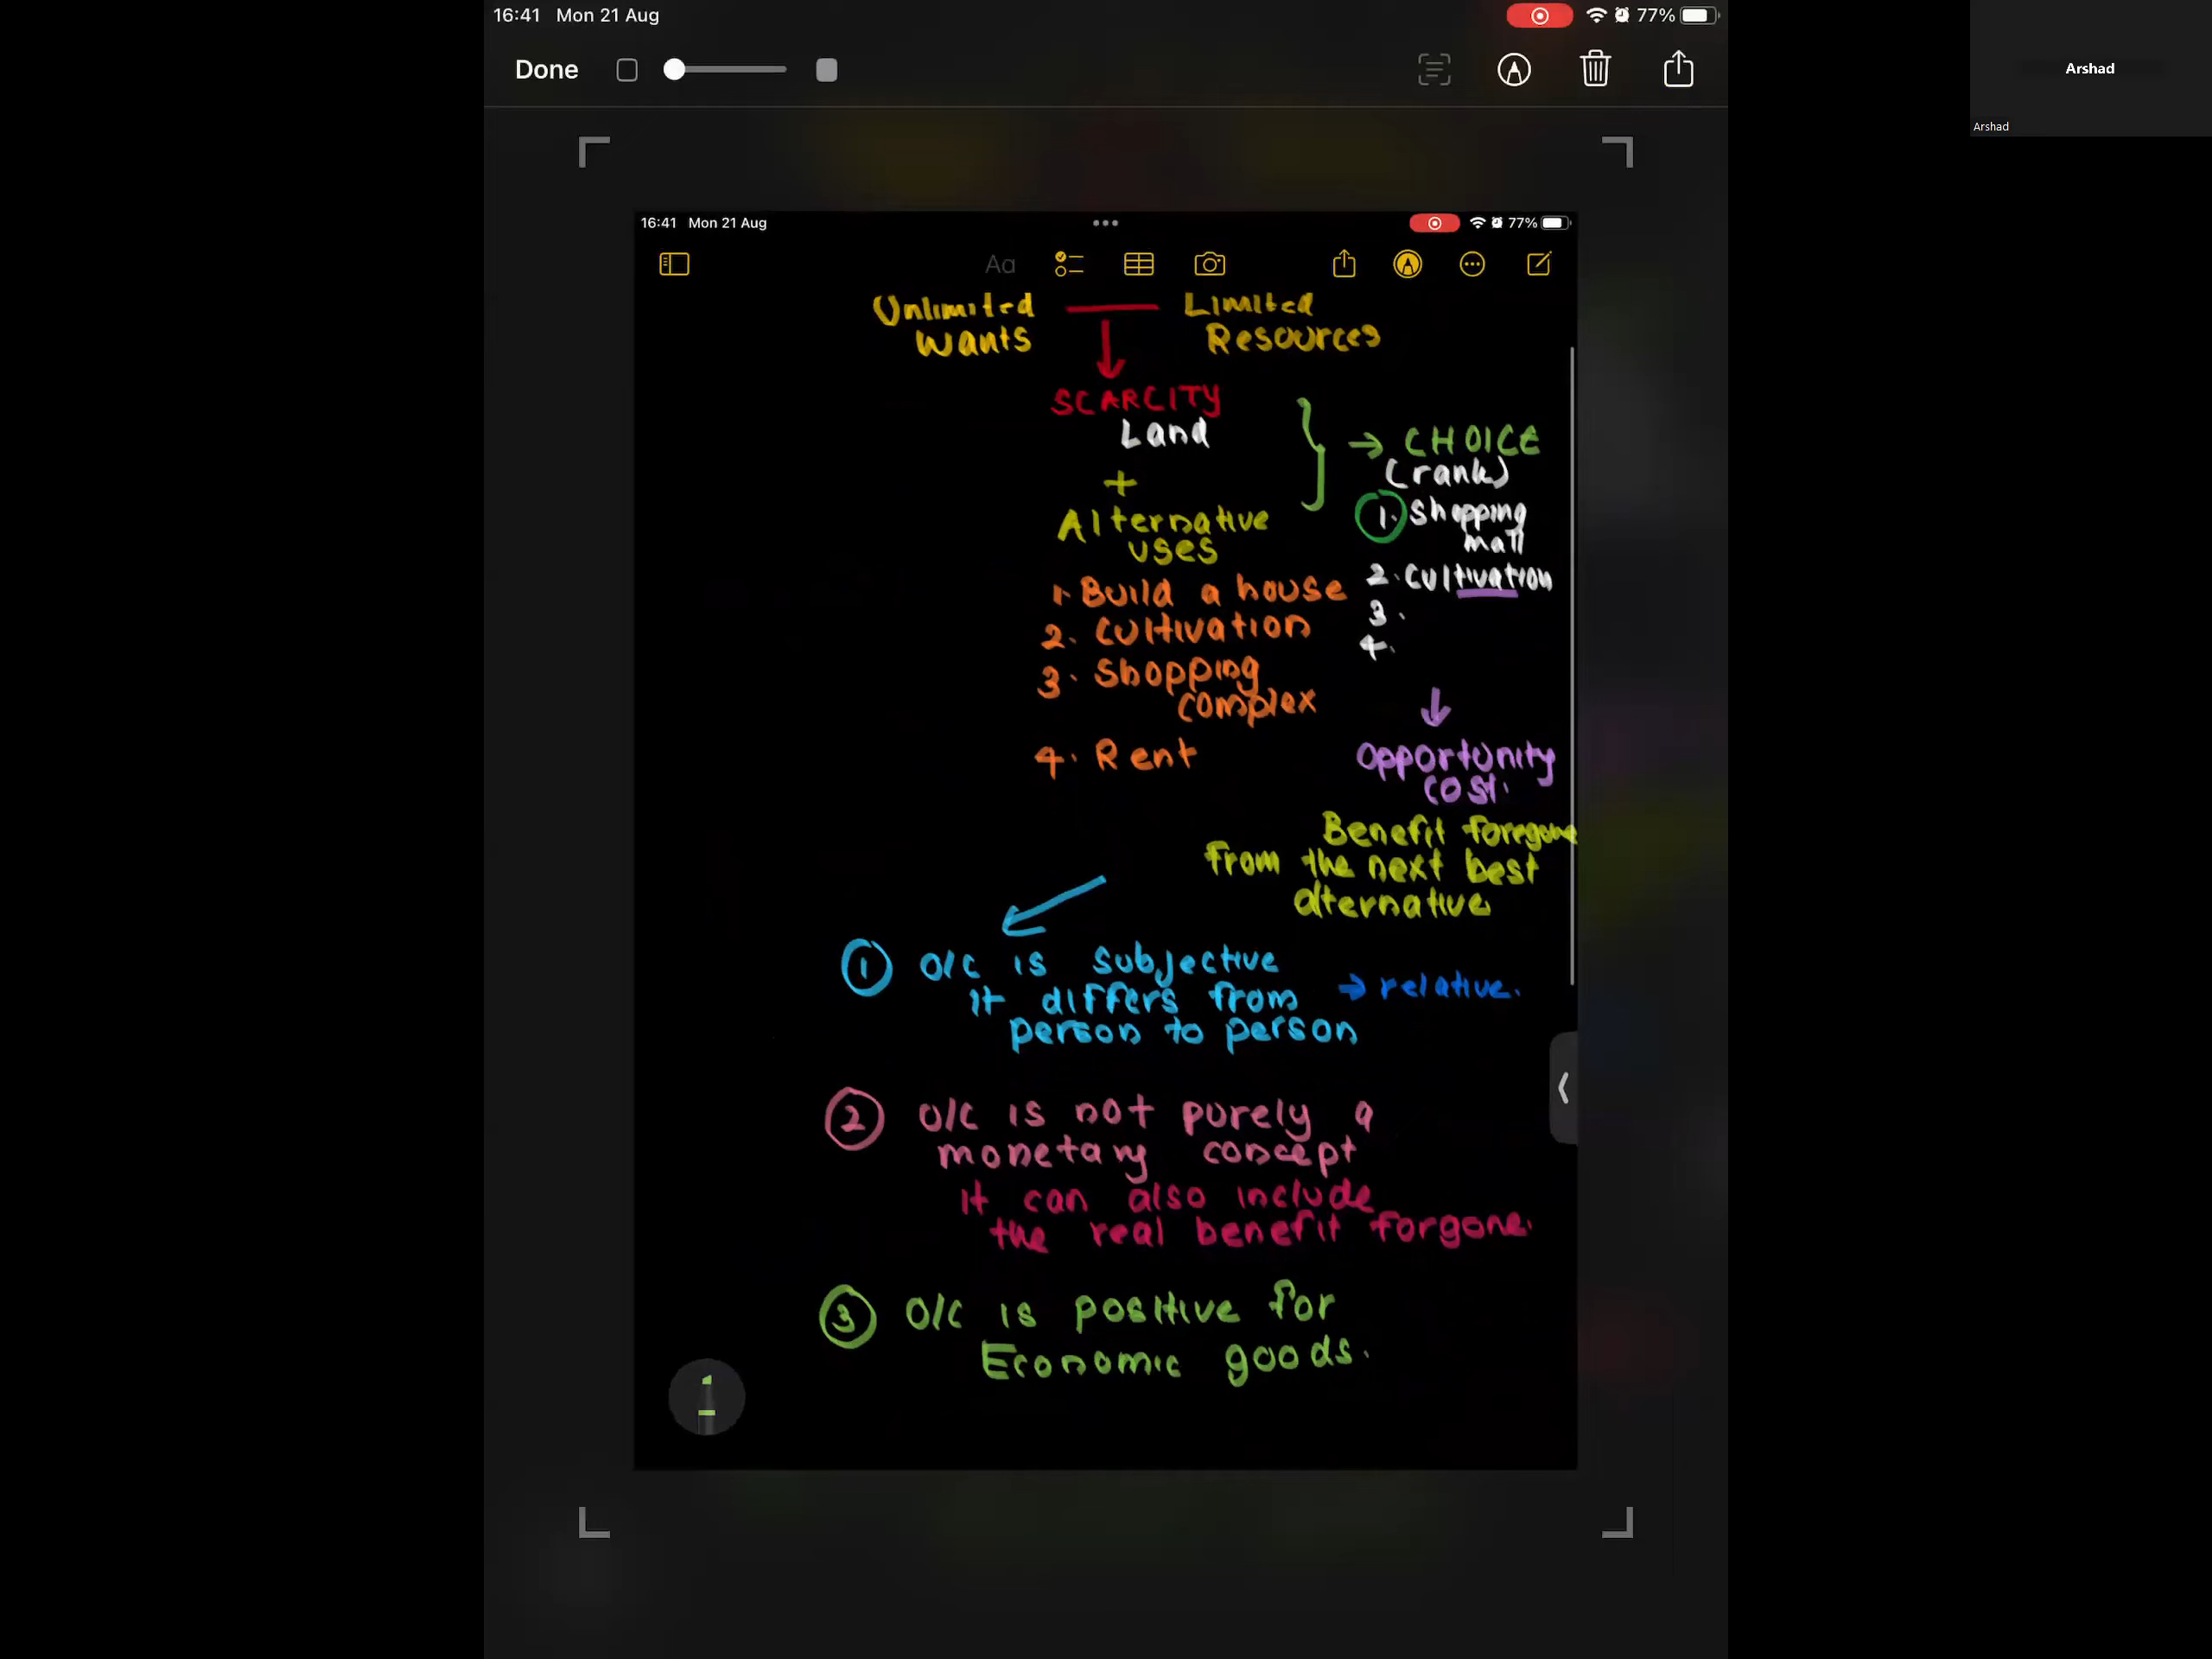 16:41 Mon 21 Aug
77%
Done
Arshad
Arshad
16:41 Mon 21 Aug
77%
Aa
Unlimited Limited
Wants Resources
SCARCITY
Land
→ CHOICE
(rank)
+
1. Shopping
mall
Alternative
uses
2. Cultivation
1. Build a house
3.
2. Cultivation
4.
3. Shopping
complex
4. Rent
Opportunity
cost.
Benefit foregone
from the next best
alternative
1 O/C is subjective
it differs from → relative.
person to person
2 O/C is not purely a
monetary concept
it can also include
the real benefit forgone.
3 O/C is positive for
Economic goods.